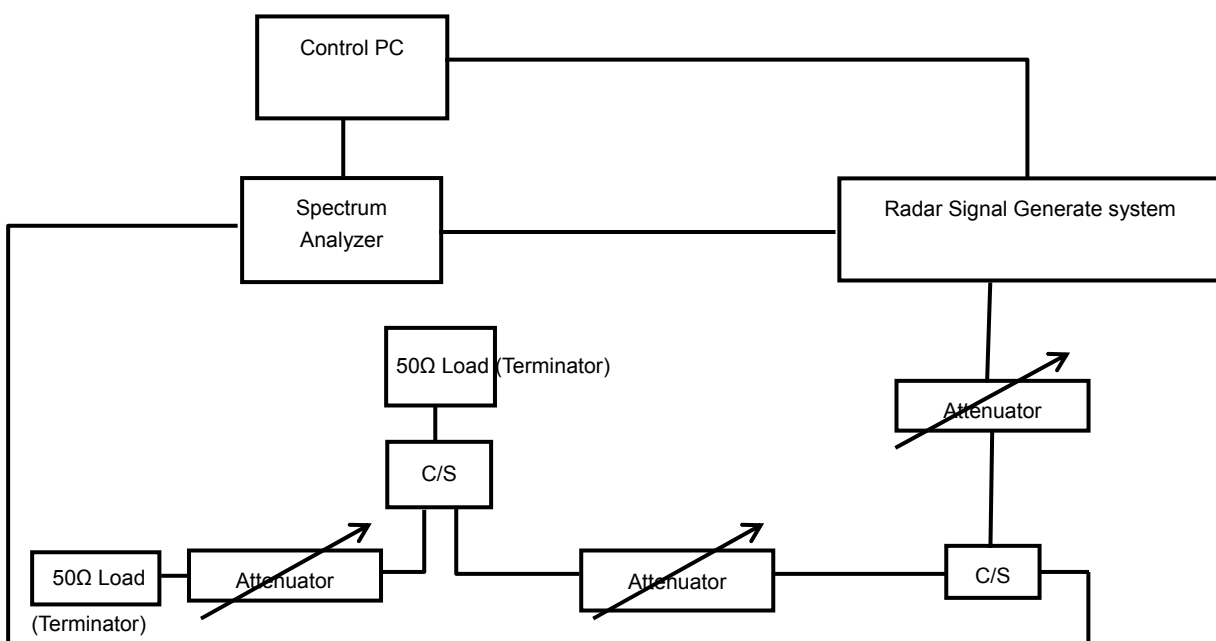 Control PC
Spectrum
Analyzer
Radar Signal Generate system
50Ω Load (Terminator)
Attenuator
C/S
50Ω Load
(Terminator)
Attenuator
Attenuator
C/S